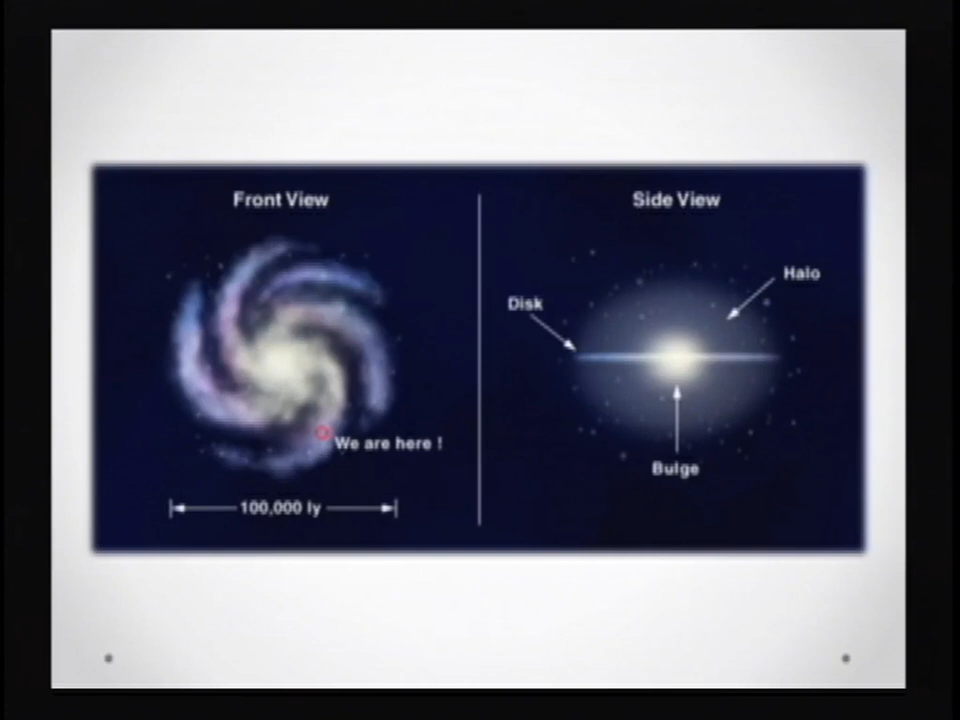 Front View
We are here !
100,000 ly
Side View
Halo
Disk
Bulge